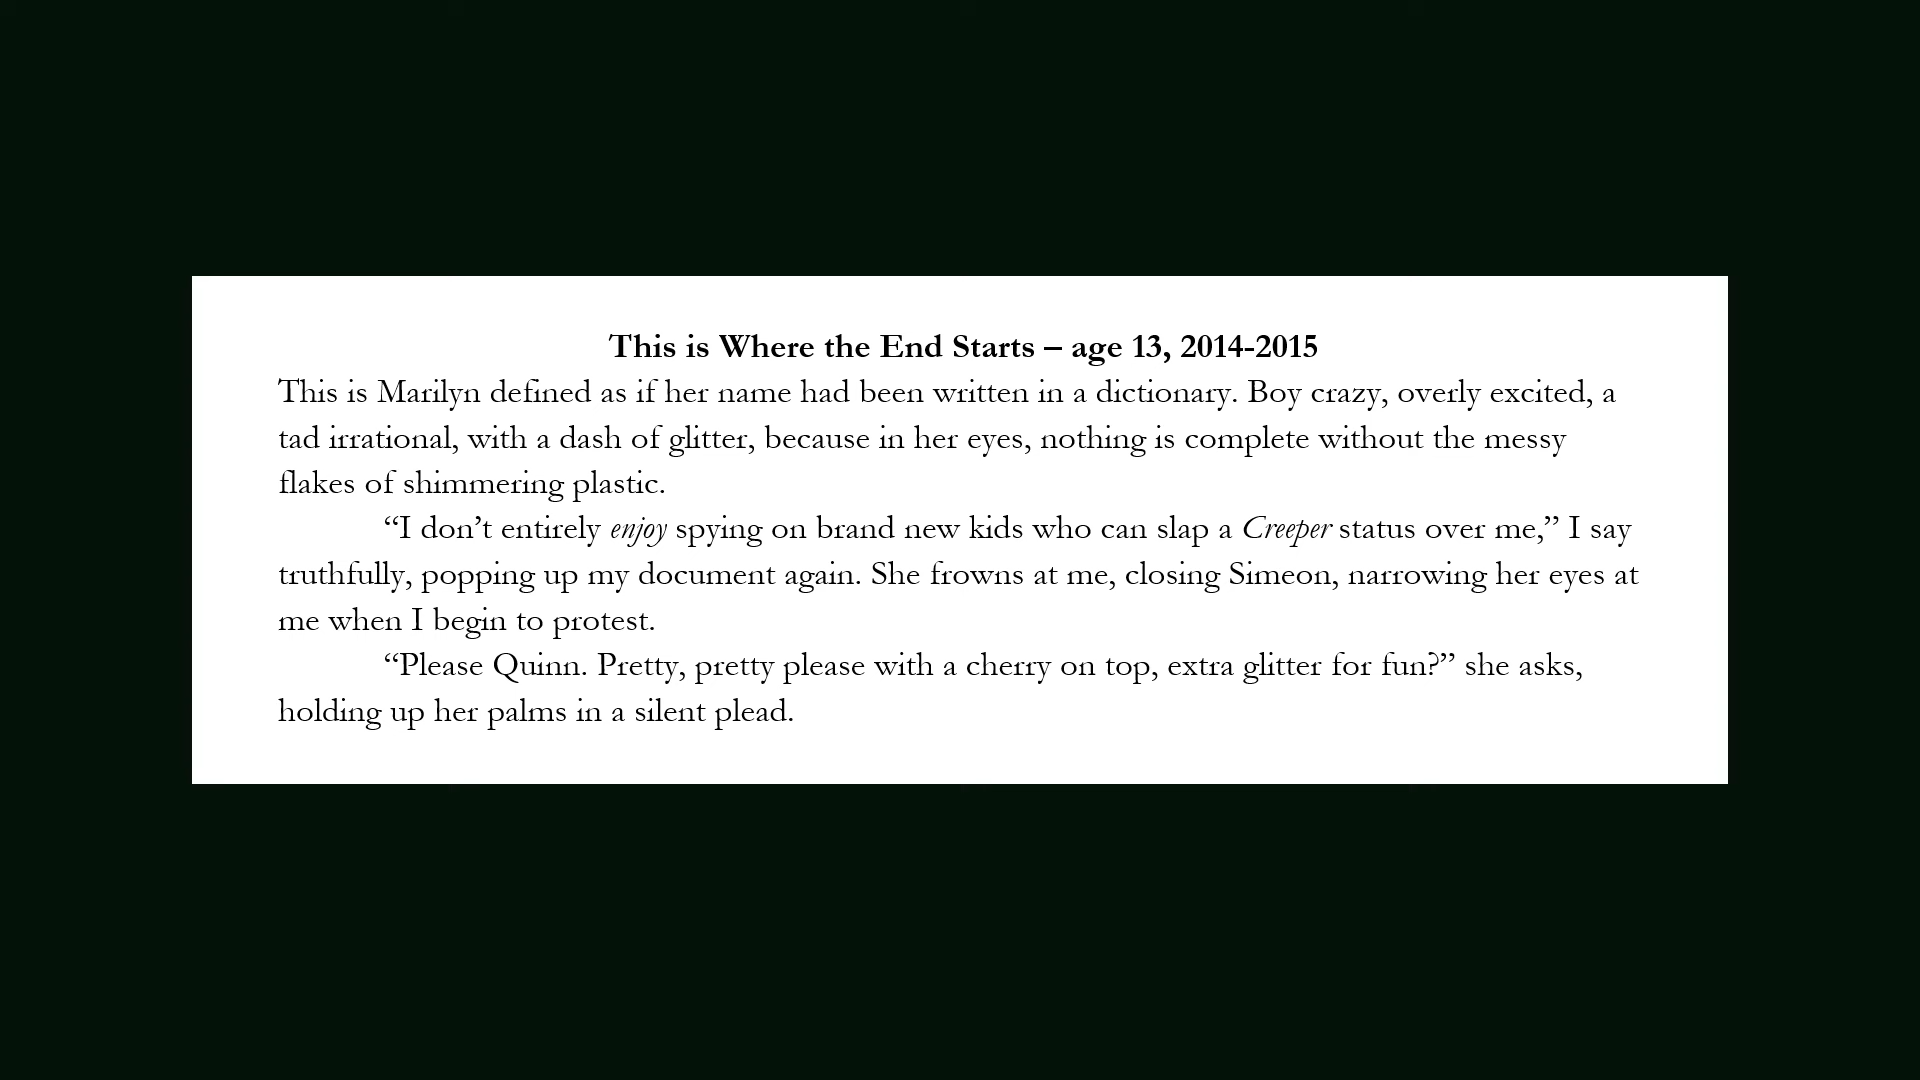 This is Where the End Starts – age 13, 2014-2015
This is Marilyn defined as if her name had been written in a dictionary. Boy crazy, overly excited, a
tad irrational, with a dash of glitter, because in her eyes, nothing is complete without the messy
flakes of shimmering plastic.
“I don’t entirely enjoy spying on brand new kids who can slap a Creeper status over me,” I say
truthfully, popping up my document again. She frowns at me, closing Simeon, narrowing her eyes at
me when I begin to protest.
“Please Quinn. Pretty, pretty please with a cherry on top, extra glitter for fun?” she asks,
holding up her palms in a silent plead.